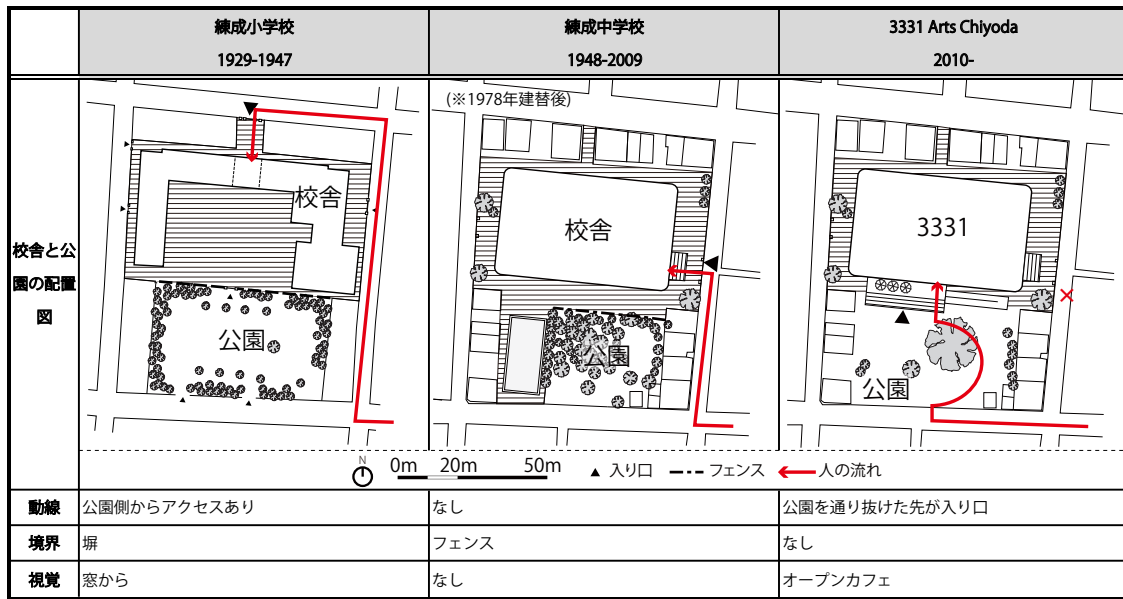 練成小学校
1929-1947
練成中学校
1948-2009
3331 Arts Chiyoda
2010-
校舎と公
園の配置
図
校舎
公園
(※1978年建替後)
校舎
公園
3331
公園
N
0m 20m 50m ▲ 入り口 フェンス 人の流れ
動線 公園側からアクセスあり なし 公園を通り抜けた先が入り口
境界 塀 フェンス なし
視覚 窓から なし オープンカフェ